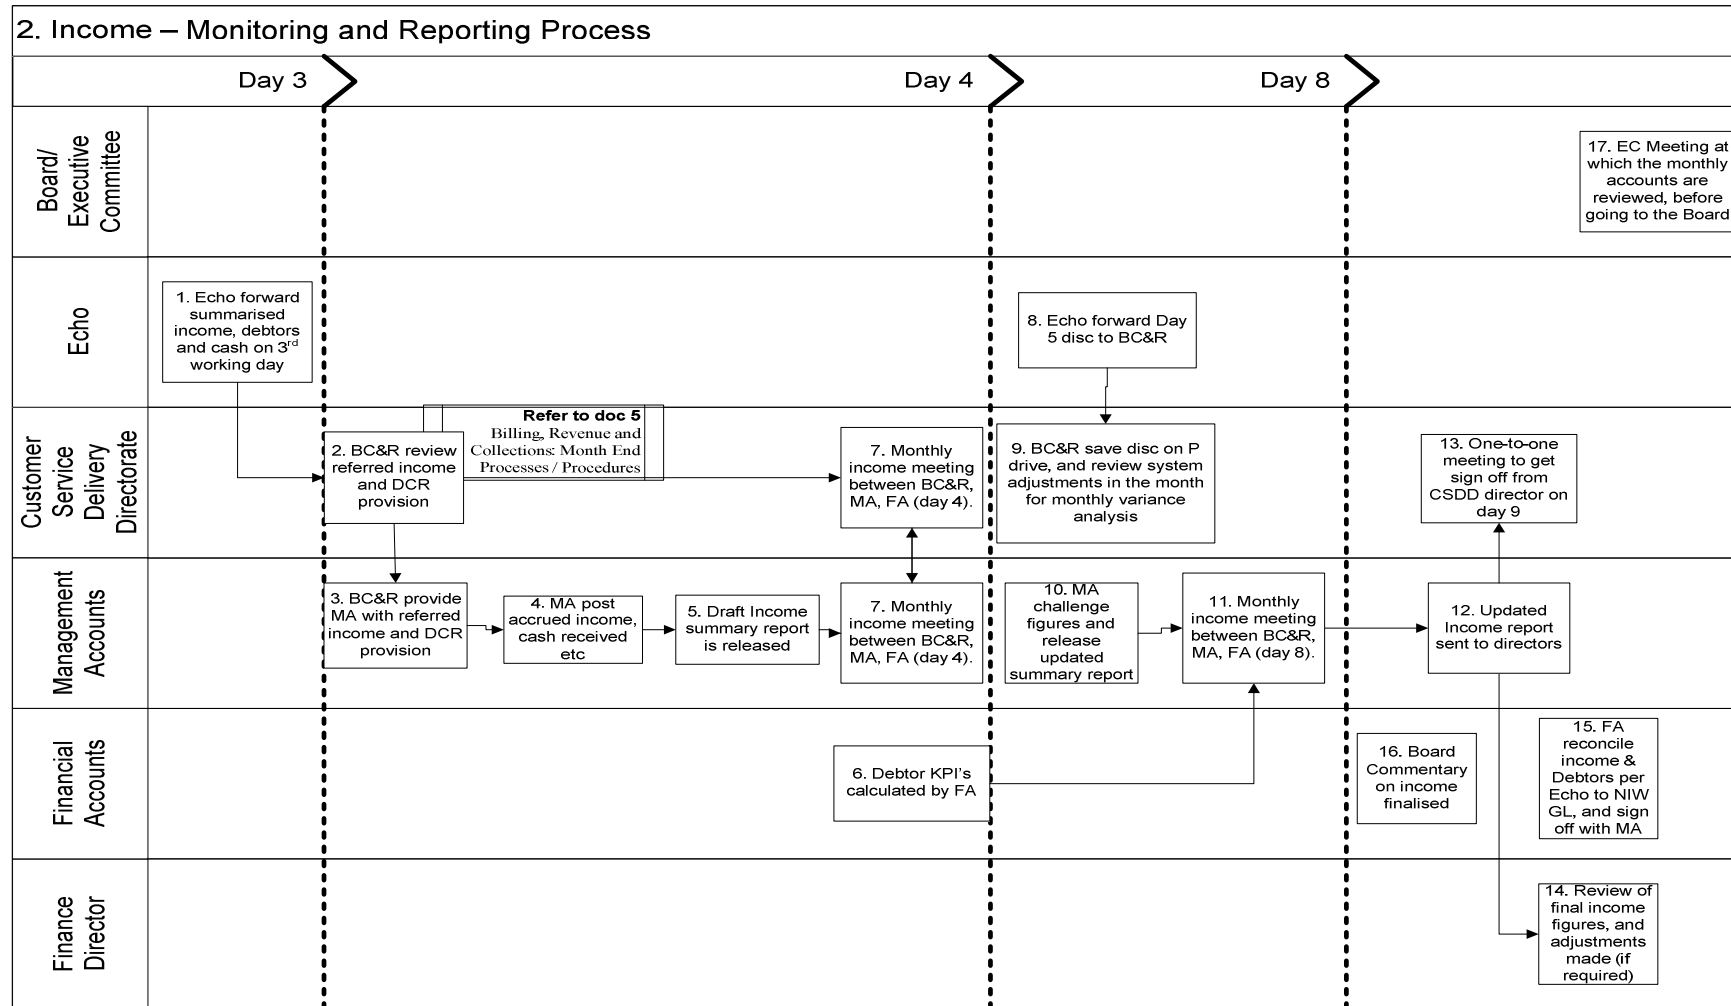 2. Income – Monitoring and Reporting Process
Day 3
Day 4
Day 8
Board/
Executive
Committee
17. EC Meeting at
which the monthly
accounts are
reviewed, before
going to the Board
Echo
1. Echo forward
summarised
income, debtors
and cash on 3rd
working day
8. Echo forward Day
5 disc to BC&R
Customer
Service
Delivery
Directorate
2. BC&R review
referred income
and DCR
provision
Refer to doc 5
Billing, Revenue and
Collections: Month End
Processes / Procedures
7. Monthly
income meeting
between BC&R,
MA, FA (day 4).
9. BC&R save disc on P
drive, and review system
adjustments in the month
for monthly variance
analysis
13. One-to-one
meeting to get
sign off from
CSDD director on
day 9
Management
Accounts
3. BC&R provide
MA with referred
income and DCR
provision
4. MA post
accrued income,
cash received
etc
5. Draft Income
summary report
is released
7. Monthly
income meeting
between BC&R,
MA, FA (day 4).
10. MA
challenge
figures and
release
updated
summary report
11. Monthly
income meeting
between BC&R,
MA, FA (day 8).
12. Updated
Income report
sent to directors
Financial
Accounts
6. Debtor KPI's
calculated by FA
16. Board
Commentary
on income
finalised
15. FA
reconcile
income &
Debtors per
Echo to NIW
GL, and sign
off with MA
Finance
Director
14. Review of
final income
figures, and
adjustments
made (if
required)